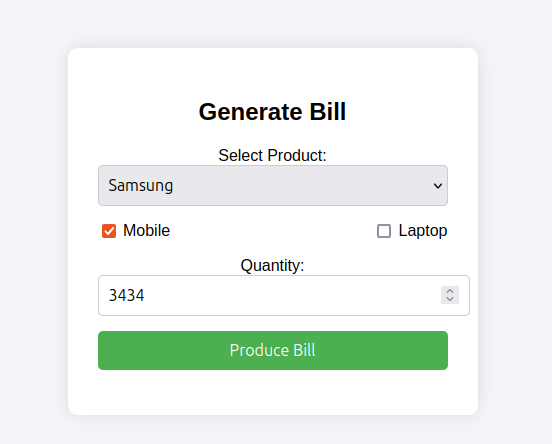 Generate Bill
Select Product:
Samsung
Mobile Laptop
Quantity:
3434
Produce Bill